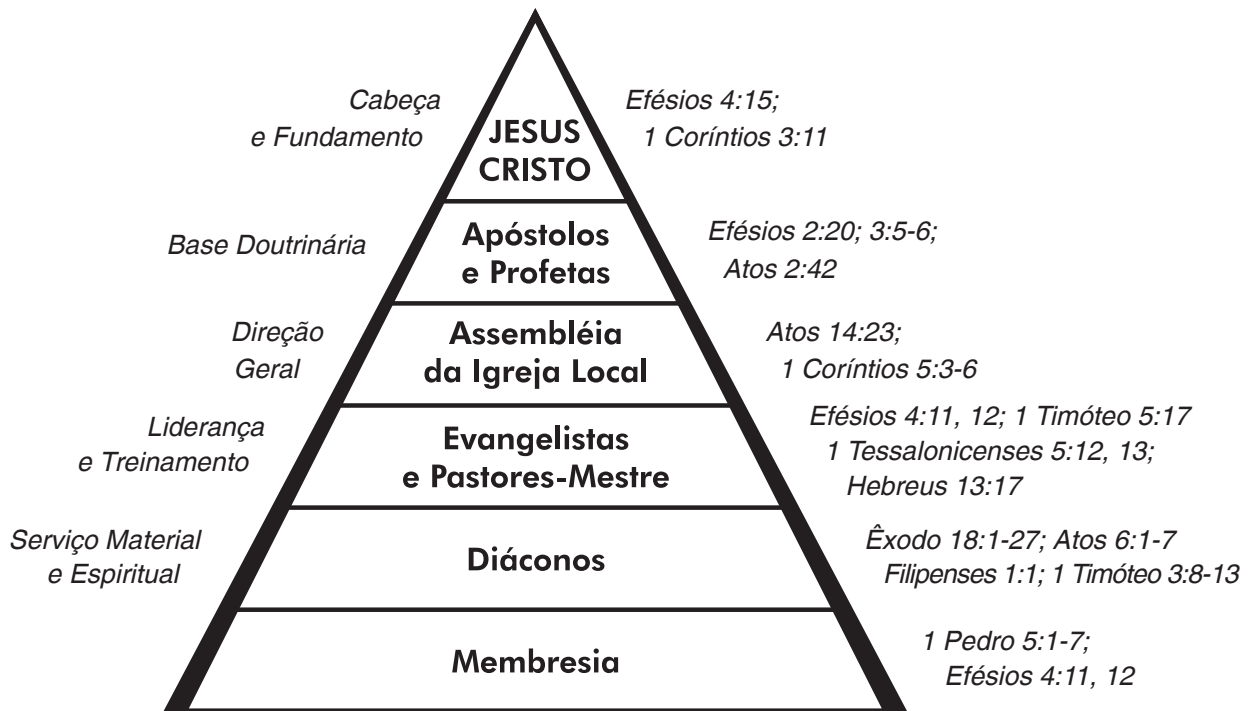 Cabeça
e Fundamento
JESUS
CRISTO
Efésios 4:15;
1 Coríntios 3:11
Base Doutrinária
Apóstolos
e Profetas
Efésios 2:20; 3:5-6;
Atos 2:42
Direção
Geral
Assembléia
da Igreja Local
Atos 14:23;
1 Coríntios 5:3-6
Liderança
e Treinamento
Evangelistas
e Pastores-Mestre
Efésios 4:11, 12; 1 Timóteo 5:17
1 Tessalonicenses 5:12, 13;
Hebreus 13:17
Serviço Material
e Espiritual
Diáconos
Êxodo 18:1-27; Atos 6:1-7
Filipenses 1:1; 1 Timóteo 3:8-13
Membresia
1 Pedro 5:1-7;
Efésios 4:11, 12